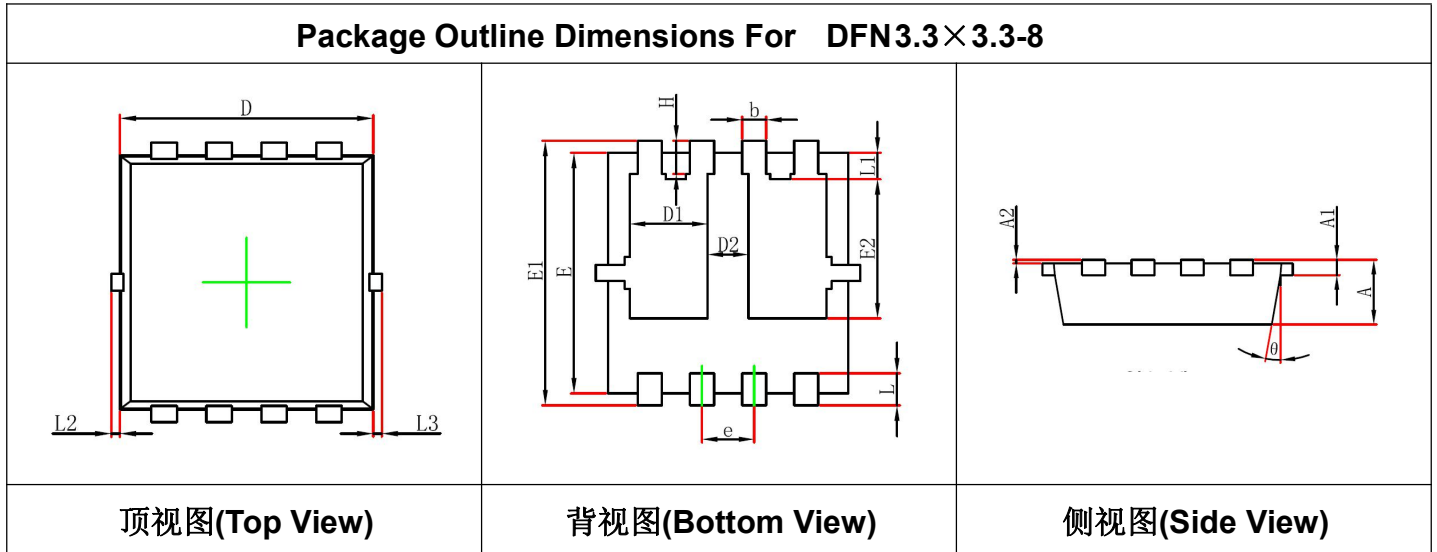 Package Outline Dimensions For DFN3.3×3.3-8
D
L2
L3
H
b
L1
D1
D2
E1
E
E2
L
e
A2
A1
A
θ
顶视图(Top View)
背视图(Bottom View)
侧视图(Side View)